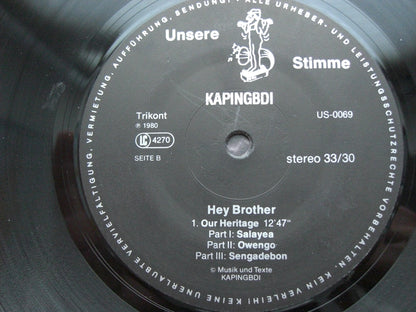 ALLE URHEBER- UND LEISTUNGSSCHUTZRECHTE VORBEHALTEN. KEIN VERLEIH! KEINE UNERLAUBTE VERVIELFÄLTIGUNG, VERMIETUNG, AUFFÜHRUNG, SENDUNG!
Unsere
Stimme
KAPINGBDI
Trikont
℗ 1980
US-0069
LC 4270
SEITE B
stereo 33/30
Hey Brother
1. Our Heritage 12'47"
Part I: Salayea
Part II: Owengo
Part III: Sengadebon
© Musik und Texte
KAPINGBDI